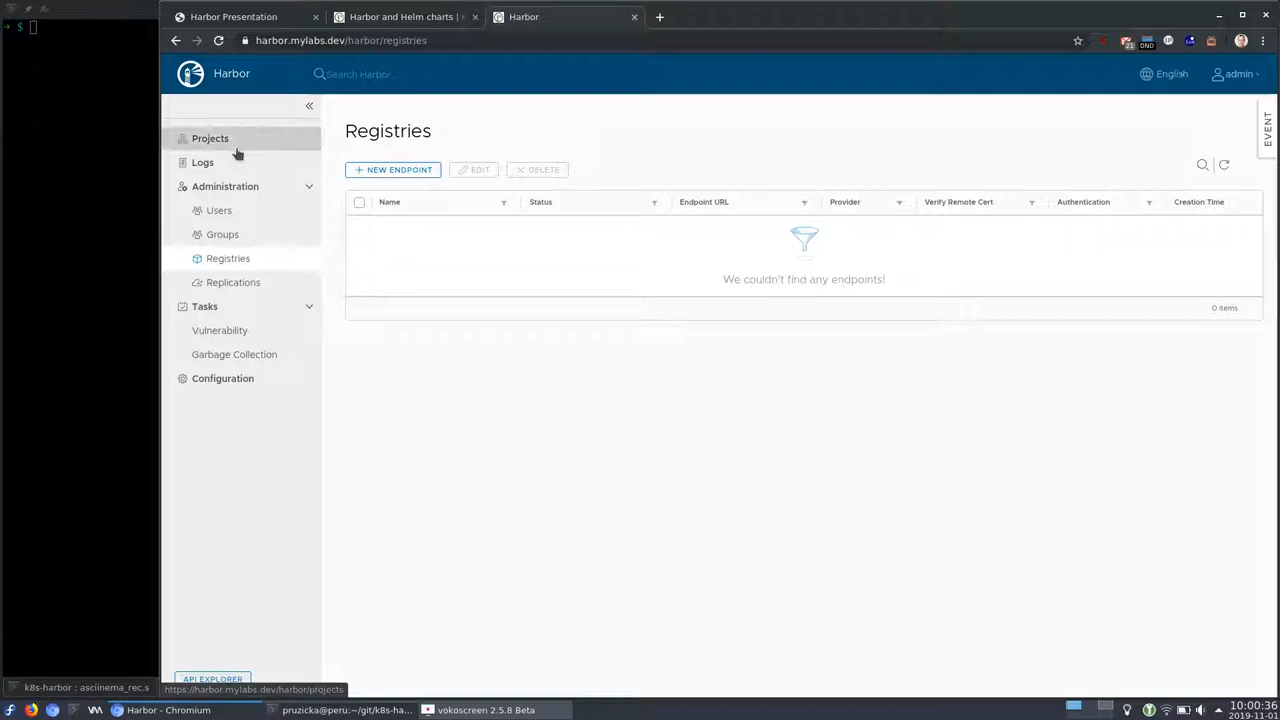 Harbor Presentation
Harbor and Helm charts |
Harbor
$
harbor.mylabs.dev/harbor/registries
21
DND
Harbor
Search Harbor...
English
admin
Projects
Logs
Administration
Users
Groups
Registries
Replications
Tasks
Vulnerability
Garbage Collection
Configuration
API EXPLORER
Registries
EVENT
+ NEW ENDPOINT
EDIT
DELETE
Name
Status
Endpoint URL
Provider
Verify Remote Cert
Authentication
Creation Time
We couldn't find any endpoints!
0 items
k8s-harbor : asciinema_rec.s
https://harbor.mylabs.dev/harbor/projects
Harbor - Chromium
pruzicka@peru:~/git/k8s-ha...
vokoscreen 2.5.8 Beta
10:00:36
2019-11-01